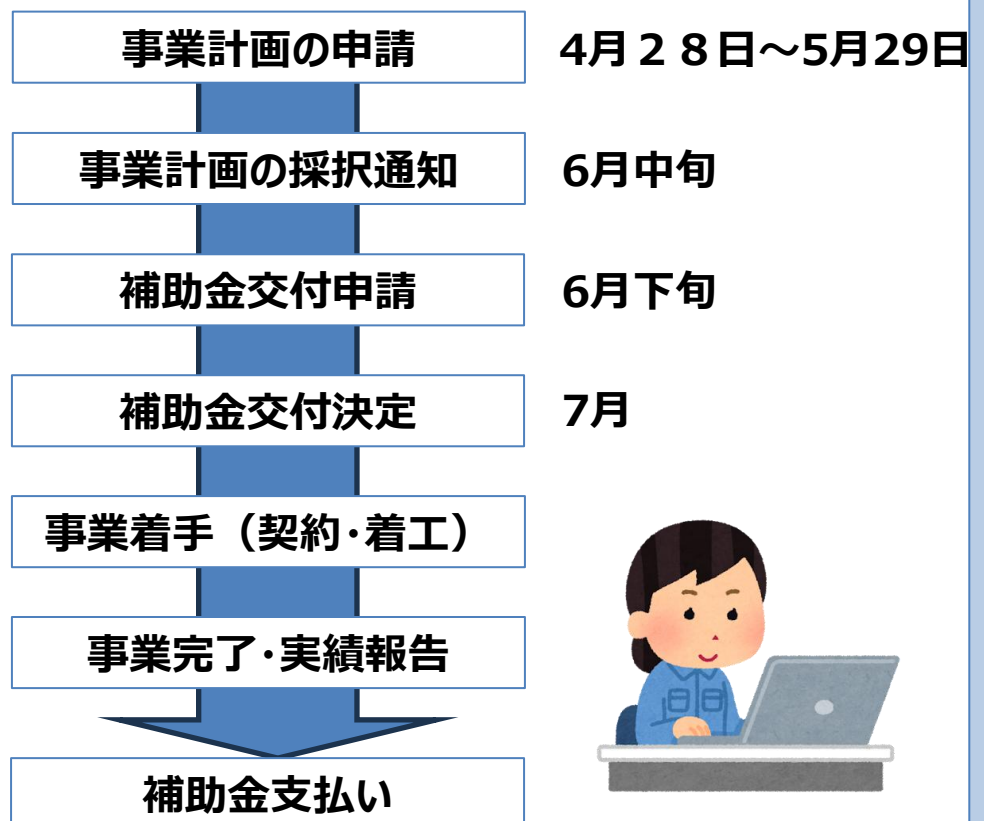 事業計画の申請 4月２８日～5月29日
事業計画の採択通知 6月中旬
補助金交付申請 6月下旬
補助金交付決定 7月
事業着手（契約･着工）
事業完了･実績報告
補助金支払い